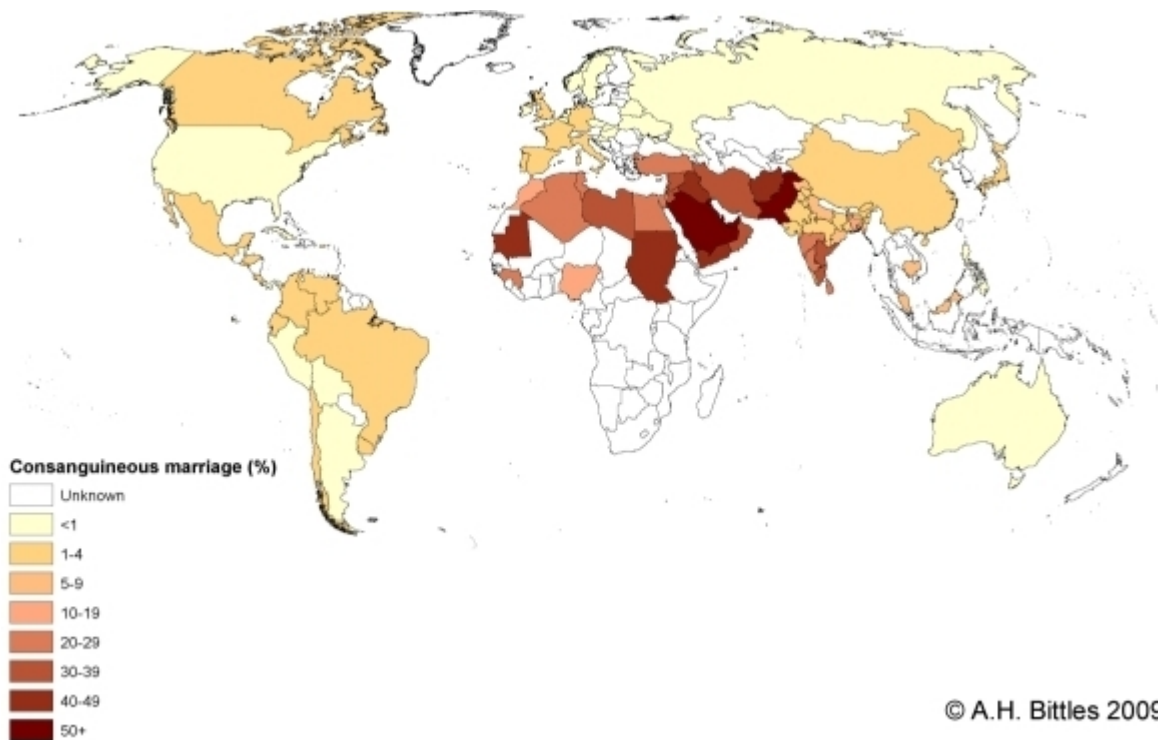 Consanguineous marriage (%)
Unknown
<1
1-4
5-9
10-19
20-29
30-39
40-49
50+
© A.H. Bittles 2009